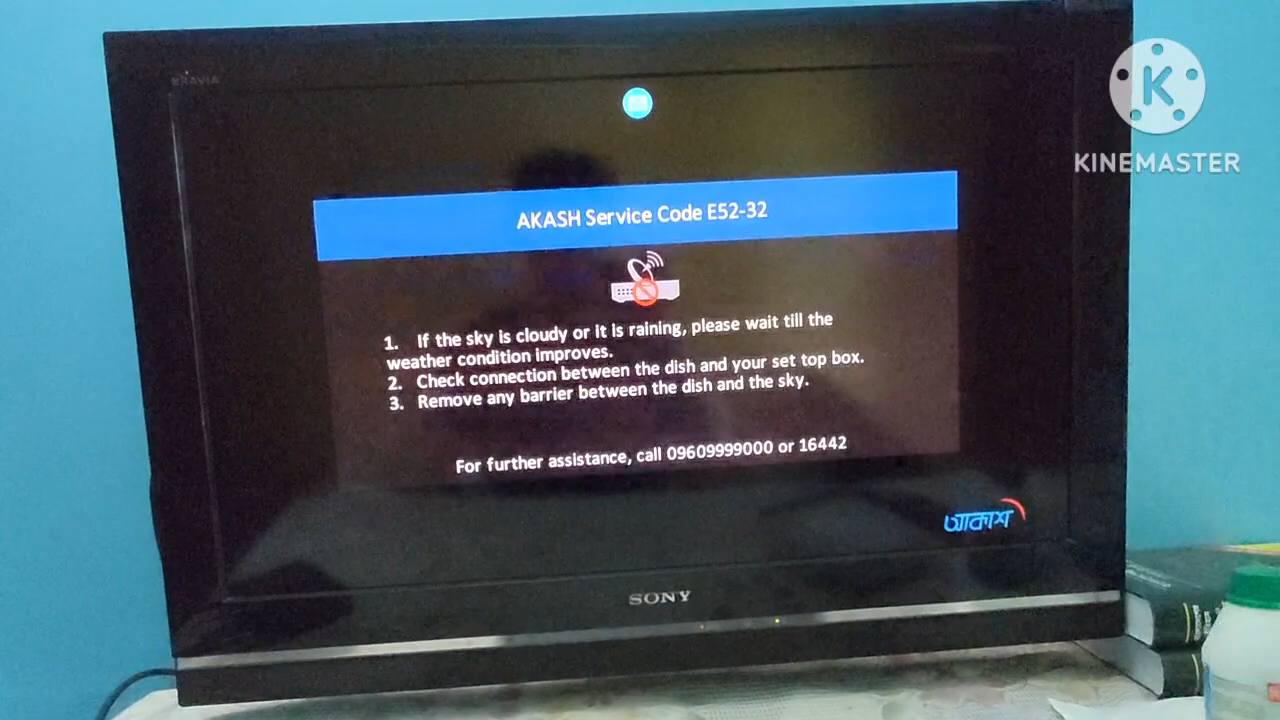 BRAVIA
KINEMASTER
AKASH Service Code E52-32
1. If the sky is cloudy or it is raining, please wait till the
weather condition improves.
2. Check connection between the dish and your set top box.
3. Remove any barrier between the dish and the sky.
For further assistance, call 09609999000 or 16442
আকাশ
SONY